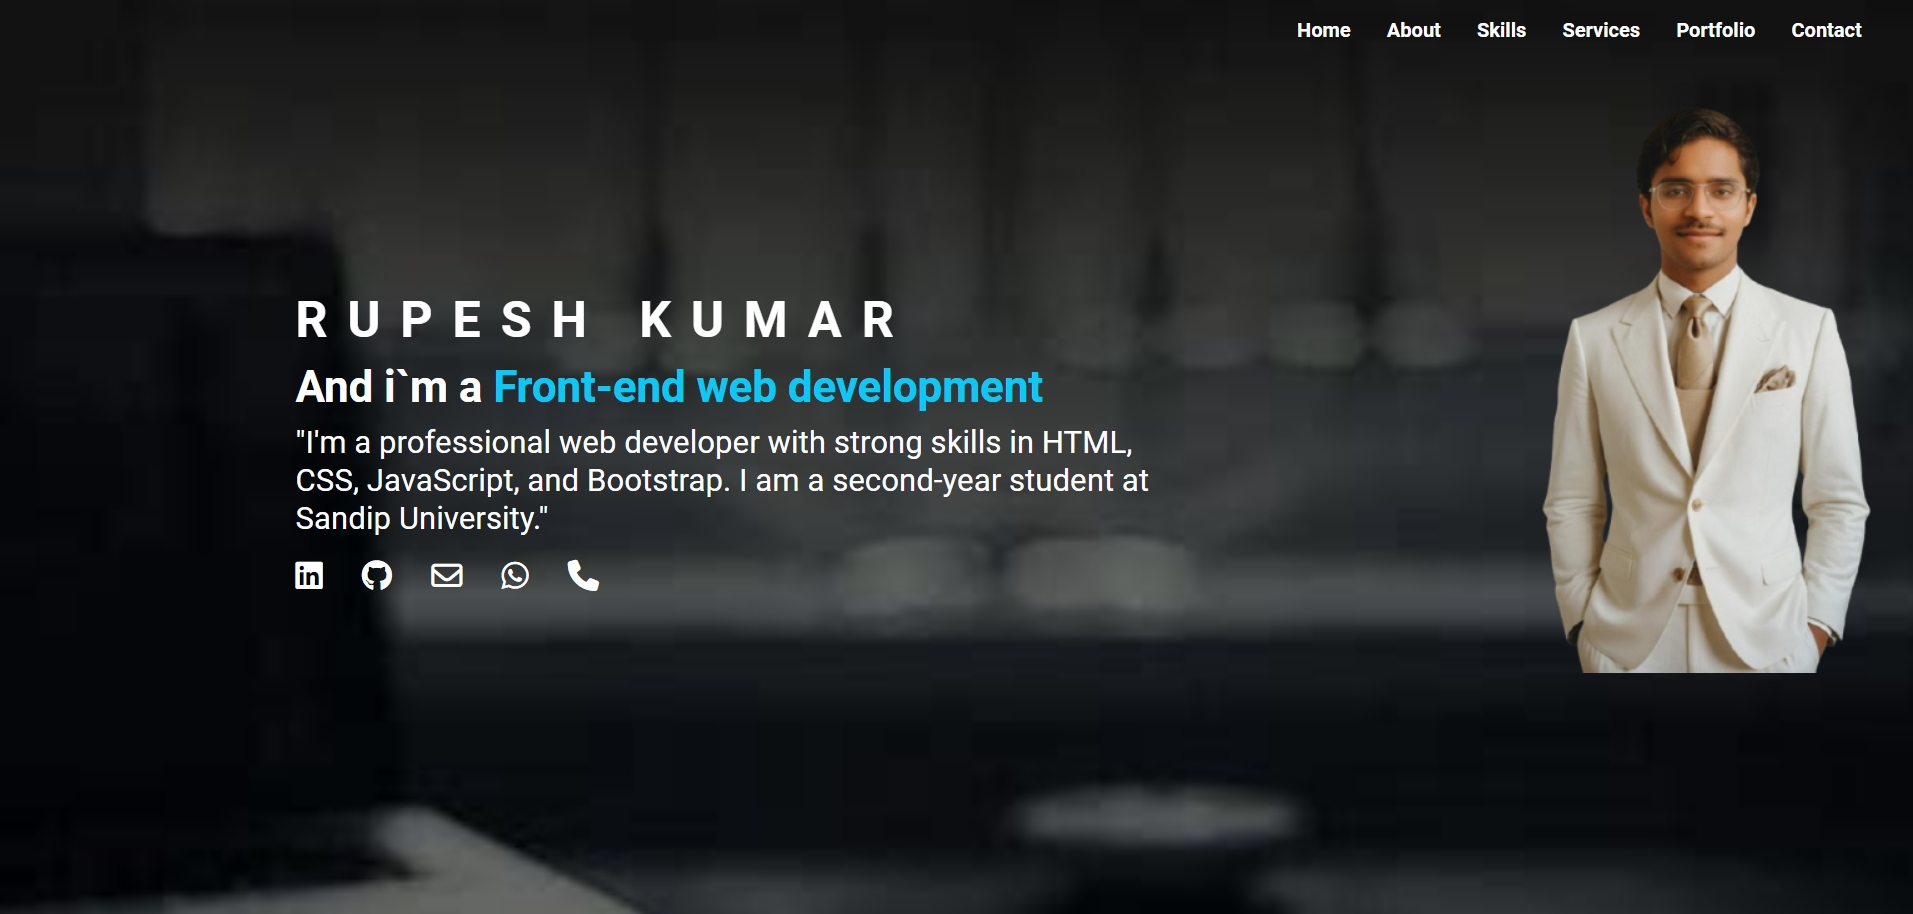 Home About Skills Services Portfolio Contact
RUPESH KUMAR
And i`m a Front-end web development
"I'm a professional web developer with strong skills in HTML,
CSS, JavaScript, and Bootstrap. I am a second-year student at
Sandip University."
in